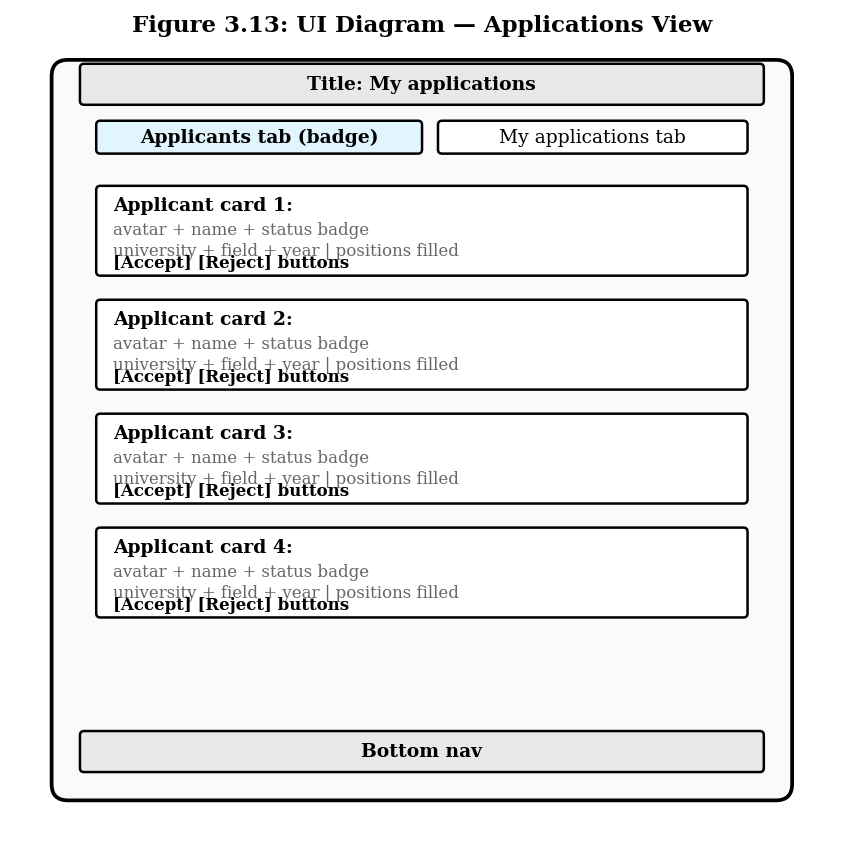 Figure 3.13: UI Diagram — Applications View
Title: My applications
Applicants tab (badge)
My applications tab
Applicant card 1:
avatar + name + status badge
university + field + year | positions filled
[Accept] [Reject] buttons
Applicant card 2:
avatar + name + status badge
university + field + year | positions filled
[Accept] [Reject] buttons
Applicant card 3:
avatar + name + status badge
university + field + year | positions filled
[Accept] [Reject] buttons
Applicant card 4:
avatar + name + status badge
university + field + year | positions filled
[Accept] [Reject] buttons
Bottom nav